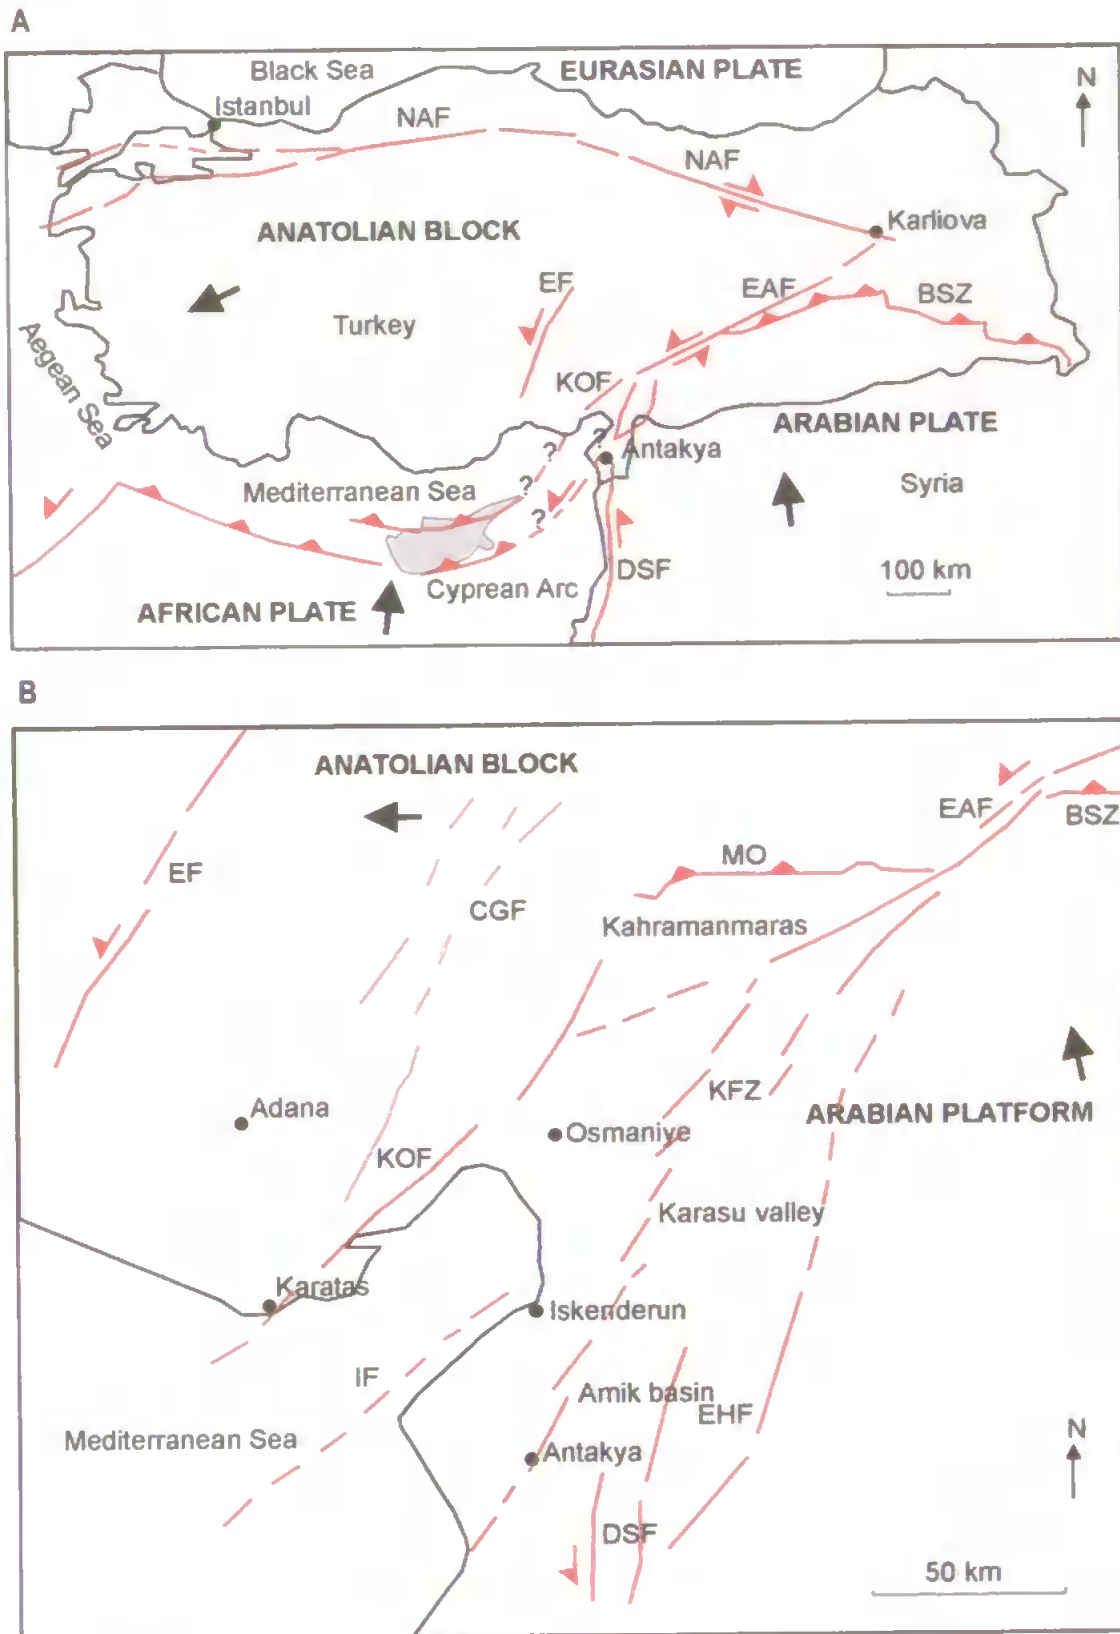 A
Black Sea
EURASIAN PLATE
N
Istanbul
NAF
NAF
Karliova
ANATOLIAN BLOCK
EF
EAF
BSZ
Turkey
Aegean Sea
KOF
ARABIAN PLATE
?
?
Antakya
Mediterranean Sea
?
Syria
?
DSF
100 km
Cyprean Arc
AFRICAN PLATE
B
ANATOLIAN BLOCK
EAF
BSZ
MO
EF
CGF
Kahramanmaras
KFZ
Adana
ARABIAN PLATFORM
Osmaniye
KOF
Karasu valley
Karatas
Iskenderun
IF
Amik basin
EHF
Mediterranean Sea
N
Antakya
DSF
50 km